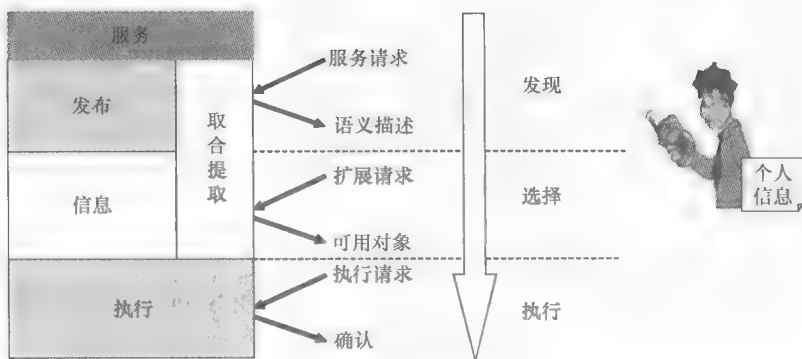 服务
发布
取合提取
信息
执行
服务请求
语义描述
扩展请求
可用对象
执行请求
确认
发现
选择
执行
个人
信息